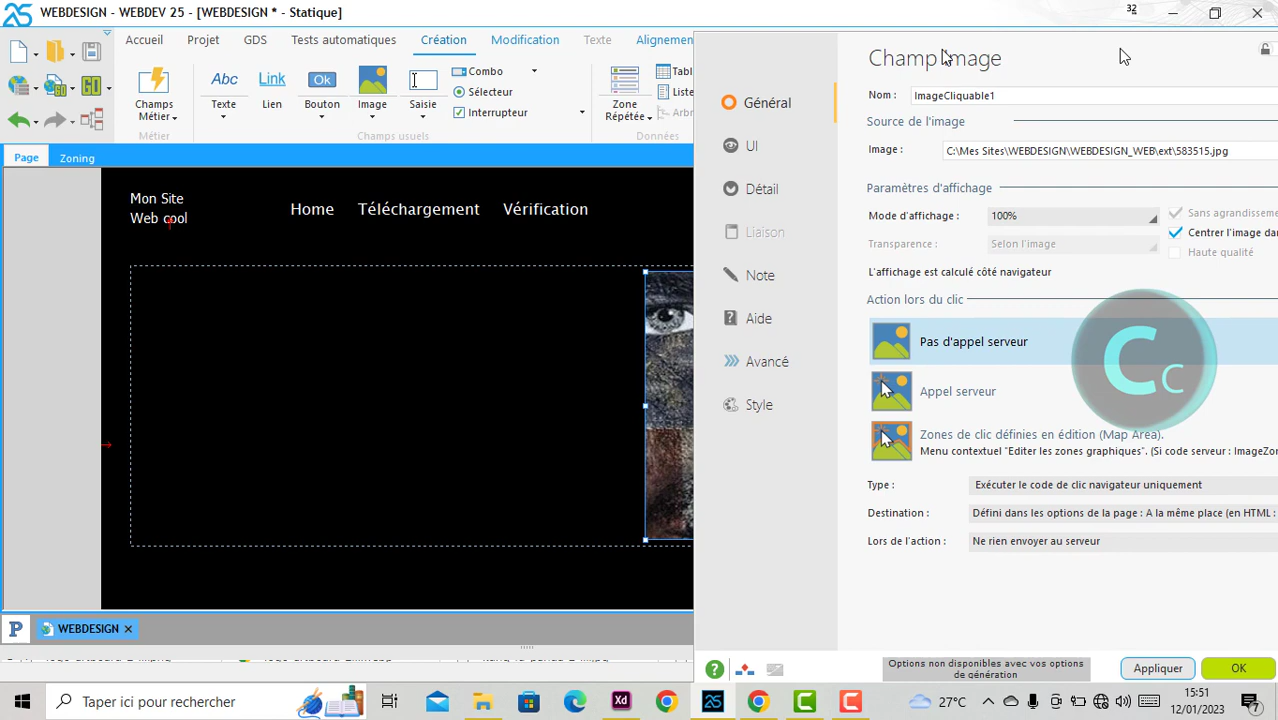 WEBDESIGN - WEBDEV 25 - [WEBDESIGN * - Statique]
32
Accueil Projet GDS Tests automatiques Création Modification Texte Alignemen
Champs Métier
Abc Texte
Link Lien
Ok Bouton
Image
Saisie
Combo
Sélecteur
Interrupteur
Zone Répétée
Tabl
Liste
Arbr
Métier Champs usuels Données
Page Zoning
Mon Site
Web cool
Home Téléchargement Vérification
Champ Image
Général
UI
Détail
Liaison
Note
Aide
Avancé
Style
Nom : ImageCliquable1
Source de l'image
Image : C:\Mes Sites\WEBDESIGN\WEBDESIGN_WEB\ext\583515.jpg
Paramètres d'affichage
Mode d'affichage : 100% Sans agrandisseme
Centrer l'image dan
Transparence : Selon l'image
Haute qualité
L'affichage est calculé côté navigateur
Action lors du clic
Pas d'appel serveur
Appel serveur
Zones de clic définies en édition (Map Area).
Menu contextuel "Editer les zones graphiques". (Si code serveur : ImageZor
Type : Exécuter le code de clic navigateur uniquement
Destination : Défini dans les options de la page : A la même place (en HTML :
Lors de l'action : Ne rien envoyer au serveur
Cc
P WEBDESIGN ×
Options non disponibles avec vos options
de génération
Appliquer OK
Taper ici pour rechercher
Xd
25
27°C
15:51
12/01/2023
7